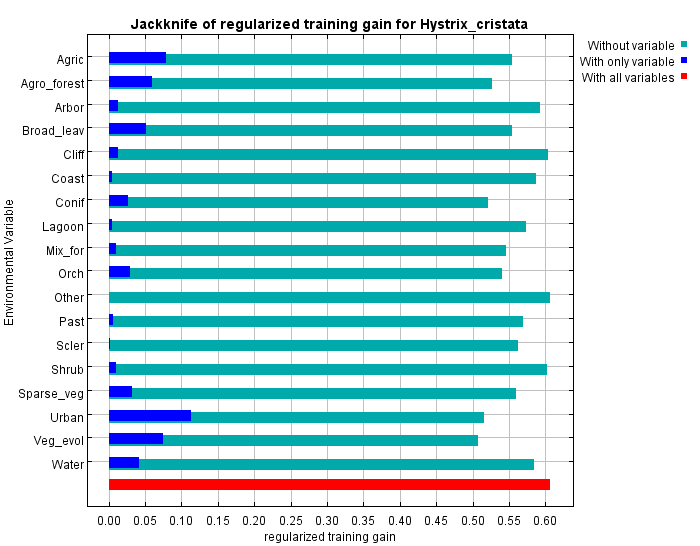 Jackknife of regularized training gain for Hystrix_cristata
Without variable
With only variable
With all variables
Environmental Variable
Agric
Agro_forest
Arbor
Broad_leav
Cliff
Coast
Conif
Lagoon
Mix_for
Orch
Other
Past
Scler
Shrub
Sparse_veg
Urban
Veg_evol
Water
0.00 0.05 0.10 0.15 0.20 0.25 0.30 0.35 0.40 0.45 0.50 0.55 0.60
regularized training gain